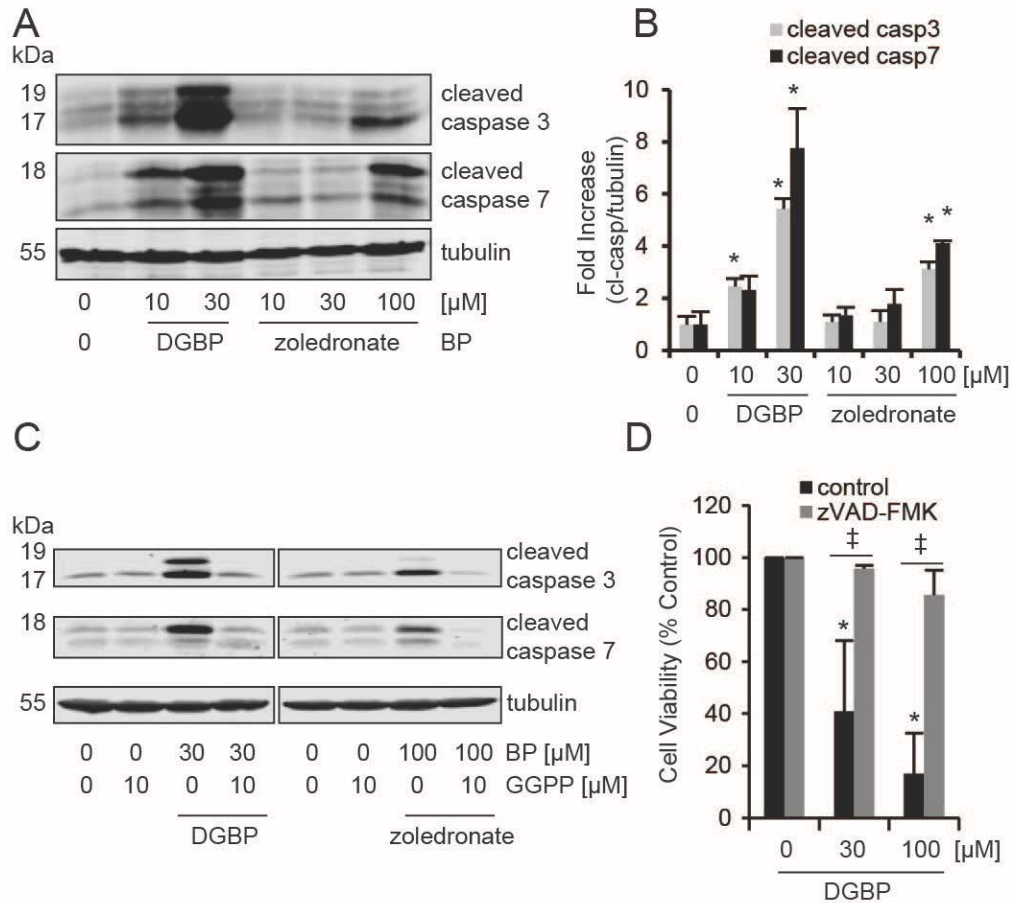 A
kDa
19
17
cleaved
caspase 3
18
cleaved
caspase 7
55
tubulin
0 10 30 10 30 100 [µM]
0 DGBP zoledronate BP
B
cleaved casp3
cleaved casp7
Fold Increase
(cl-casp/tubulin)
10
8
6
4
2
0
* * * * * *
0 10 30 10 30 100 [µM]
0 DGBP zoledronate
C
kDa
19
17
cleaved
caspase 3
18
cleaved
caspase 7
55
tubulin
0 0 30 30 0 0 100 100 BP [µM]
0 10 0 10 0 10 0 10 GGPP [µM]
DGBP zoledronate
D
control
zVAD-FMK
Cell Viability (% Control)
120
100
80
60
40
20
0
‡ ‡
* *
0 30 100 [µM]
DGBP